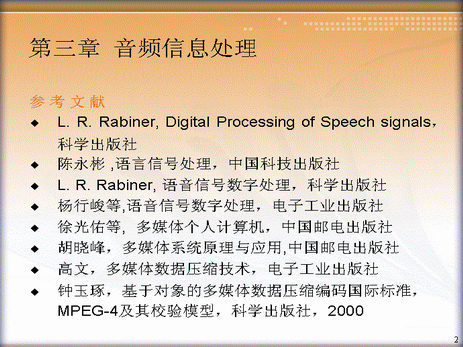 第三章 音频信息处理
参 考 文 献
◆ L. R. Rabiner, Digital Processing of Speech signals，
科学出版社
◆ 陈永彬 ,语言信号处理，中国科技出版社
◆ L. R. Rabiner, 语音信号数字处理，科学出版社
◆ 杨行峻等,语音信号数字处理，电子工业出版社
◆ 徐光佑等, 多媒体个人计算机，中国邮电出版社
◆ 胡晓峰，多媒体系统原理与应用,中国邮电出版社
◆ 高文，多媒体数据压缩技术，电子工业出版社
◆ 钟玉琢，基于对象的多媒体数据压缩编码国际标准，
MPEG-4及其校验模型，科学出版社，2000
2